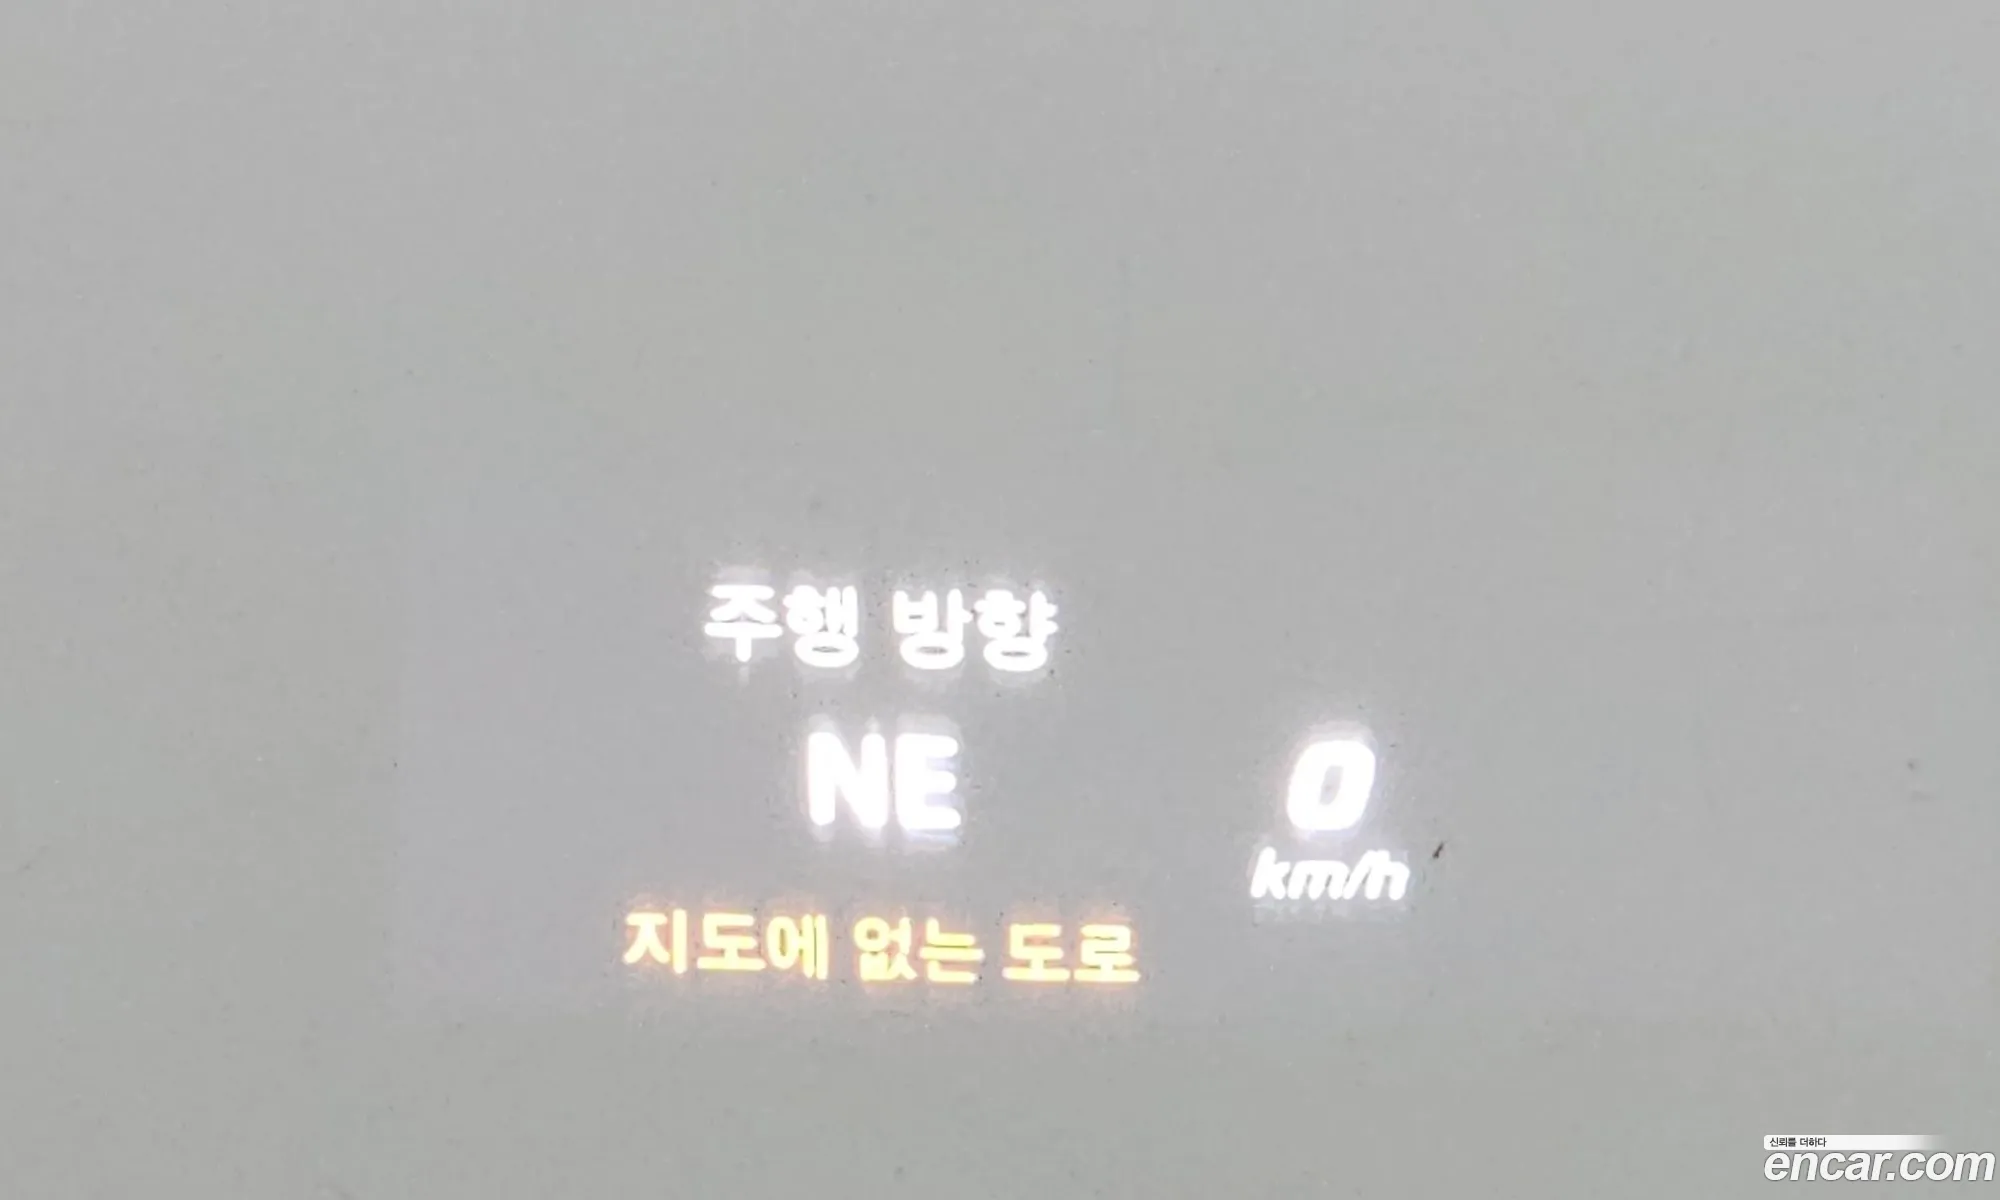 주행 방향
NE
0
km/h
지도에 없는 도로
신뢰를 더하다
encar.com